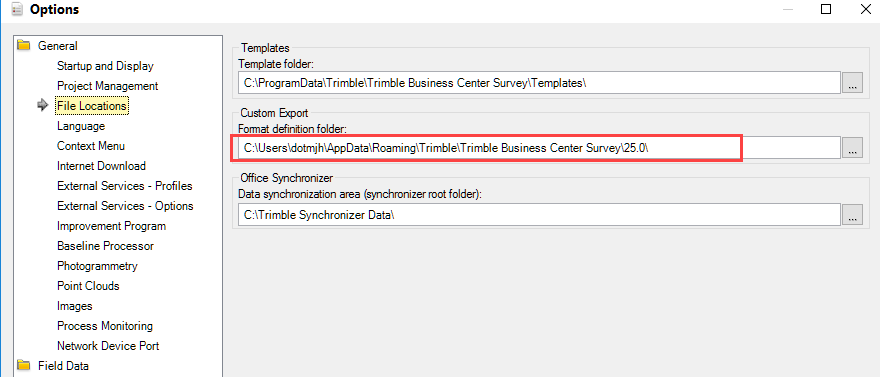 Options
General
Startup and Display
Project Management
File Locations
Language
Context Menu
Internet Download
External Services - Profiles
External Services - Options
Improvement Program
Baseline Processor
Photogrammetry
Point Clouds
Images
Process Monitoring
Network Device Port
Field Data
Templates
Template folder:
C:\ProgramData\Trimble\Trimble Business Center Survey\Templates\
...
Custom Export
Format definition folder:
C:\Users\dotmjh\AppData\Roaming\Trimble\Trimble Business Center Survey\25.0\
...
Office Synchronizer
Data synchronization area (synchronizer root folder):
C:\Trimble Synchronizer Data\
...